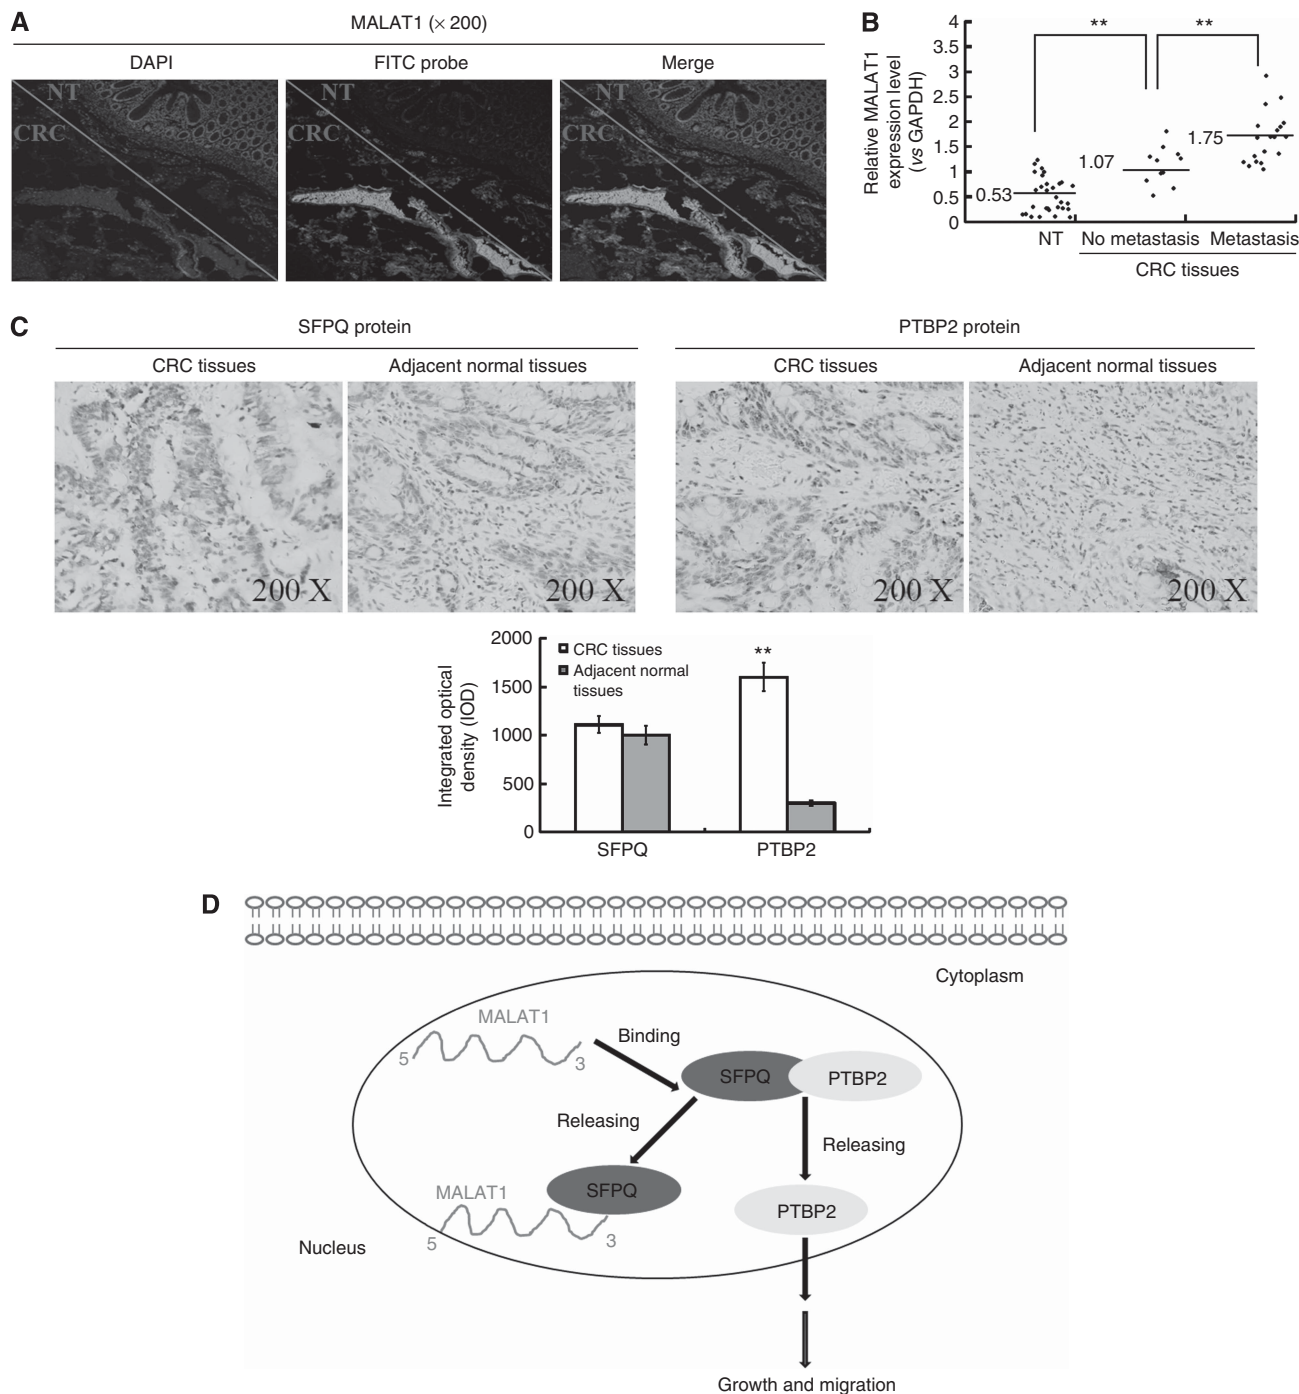 A
MALAT1 (× 200)
DAPI
FITC probe
Merge
NT
CRC
NT
CRC
NT
CRC
B
Relative MALAT1
expression level
(vs GAPDH)
4
3.5
3
2.5
2
1.5
1
0.5
0
**
**
0.53
1.07
1.75
NT
No metastasis
Metastasis
CRC tissues
C
SFPQ protein
PTBP2 protein
CRC tissues
Adjacent normal tissues
CRC tissues
Adjacent normal tissues
200 X
200 X
200 X
200 X
Integrated optical
density (IOD)
2000
1500
1000
500
0
CRC tissues
Adjacent normal
tissues
**
SFPQ
PTBP2
D
Cytoplasm
MALAT1
5
3
Binding
SFPQ
PTBP2
Releasing
Releasing
MALAT1
5
3
SFPQ
PTBP2
Nucleus
Growth and migration